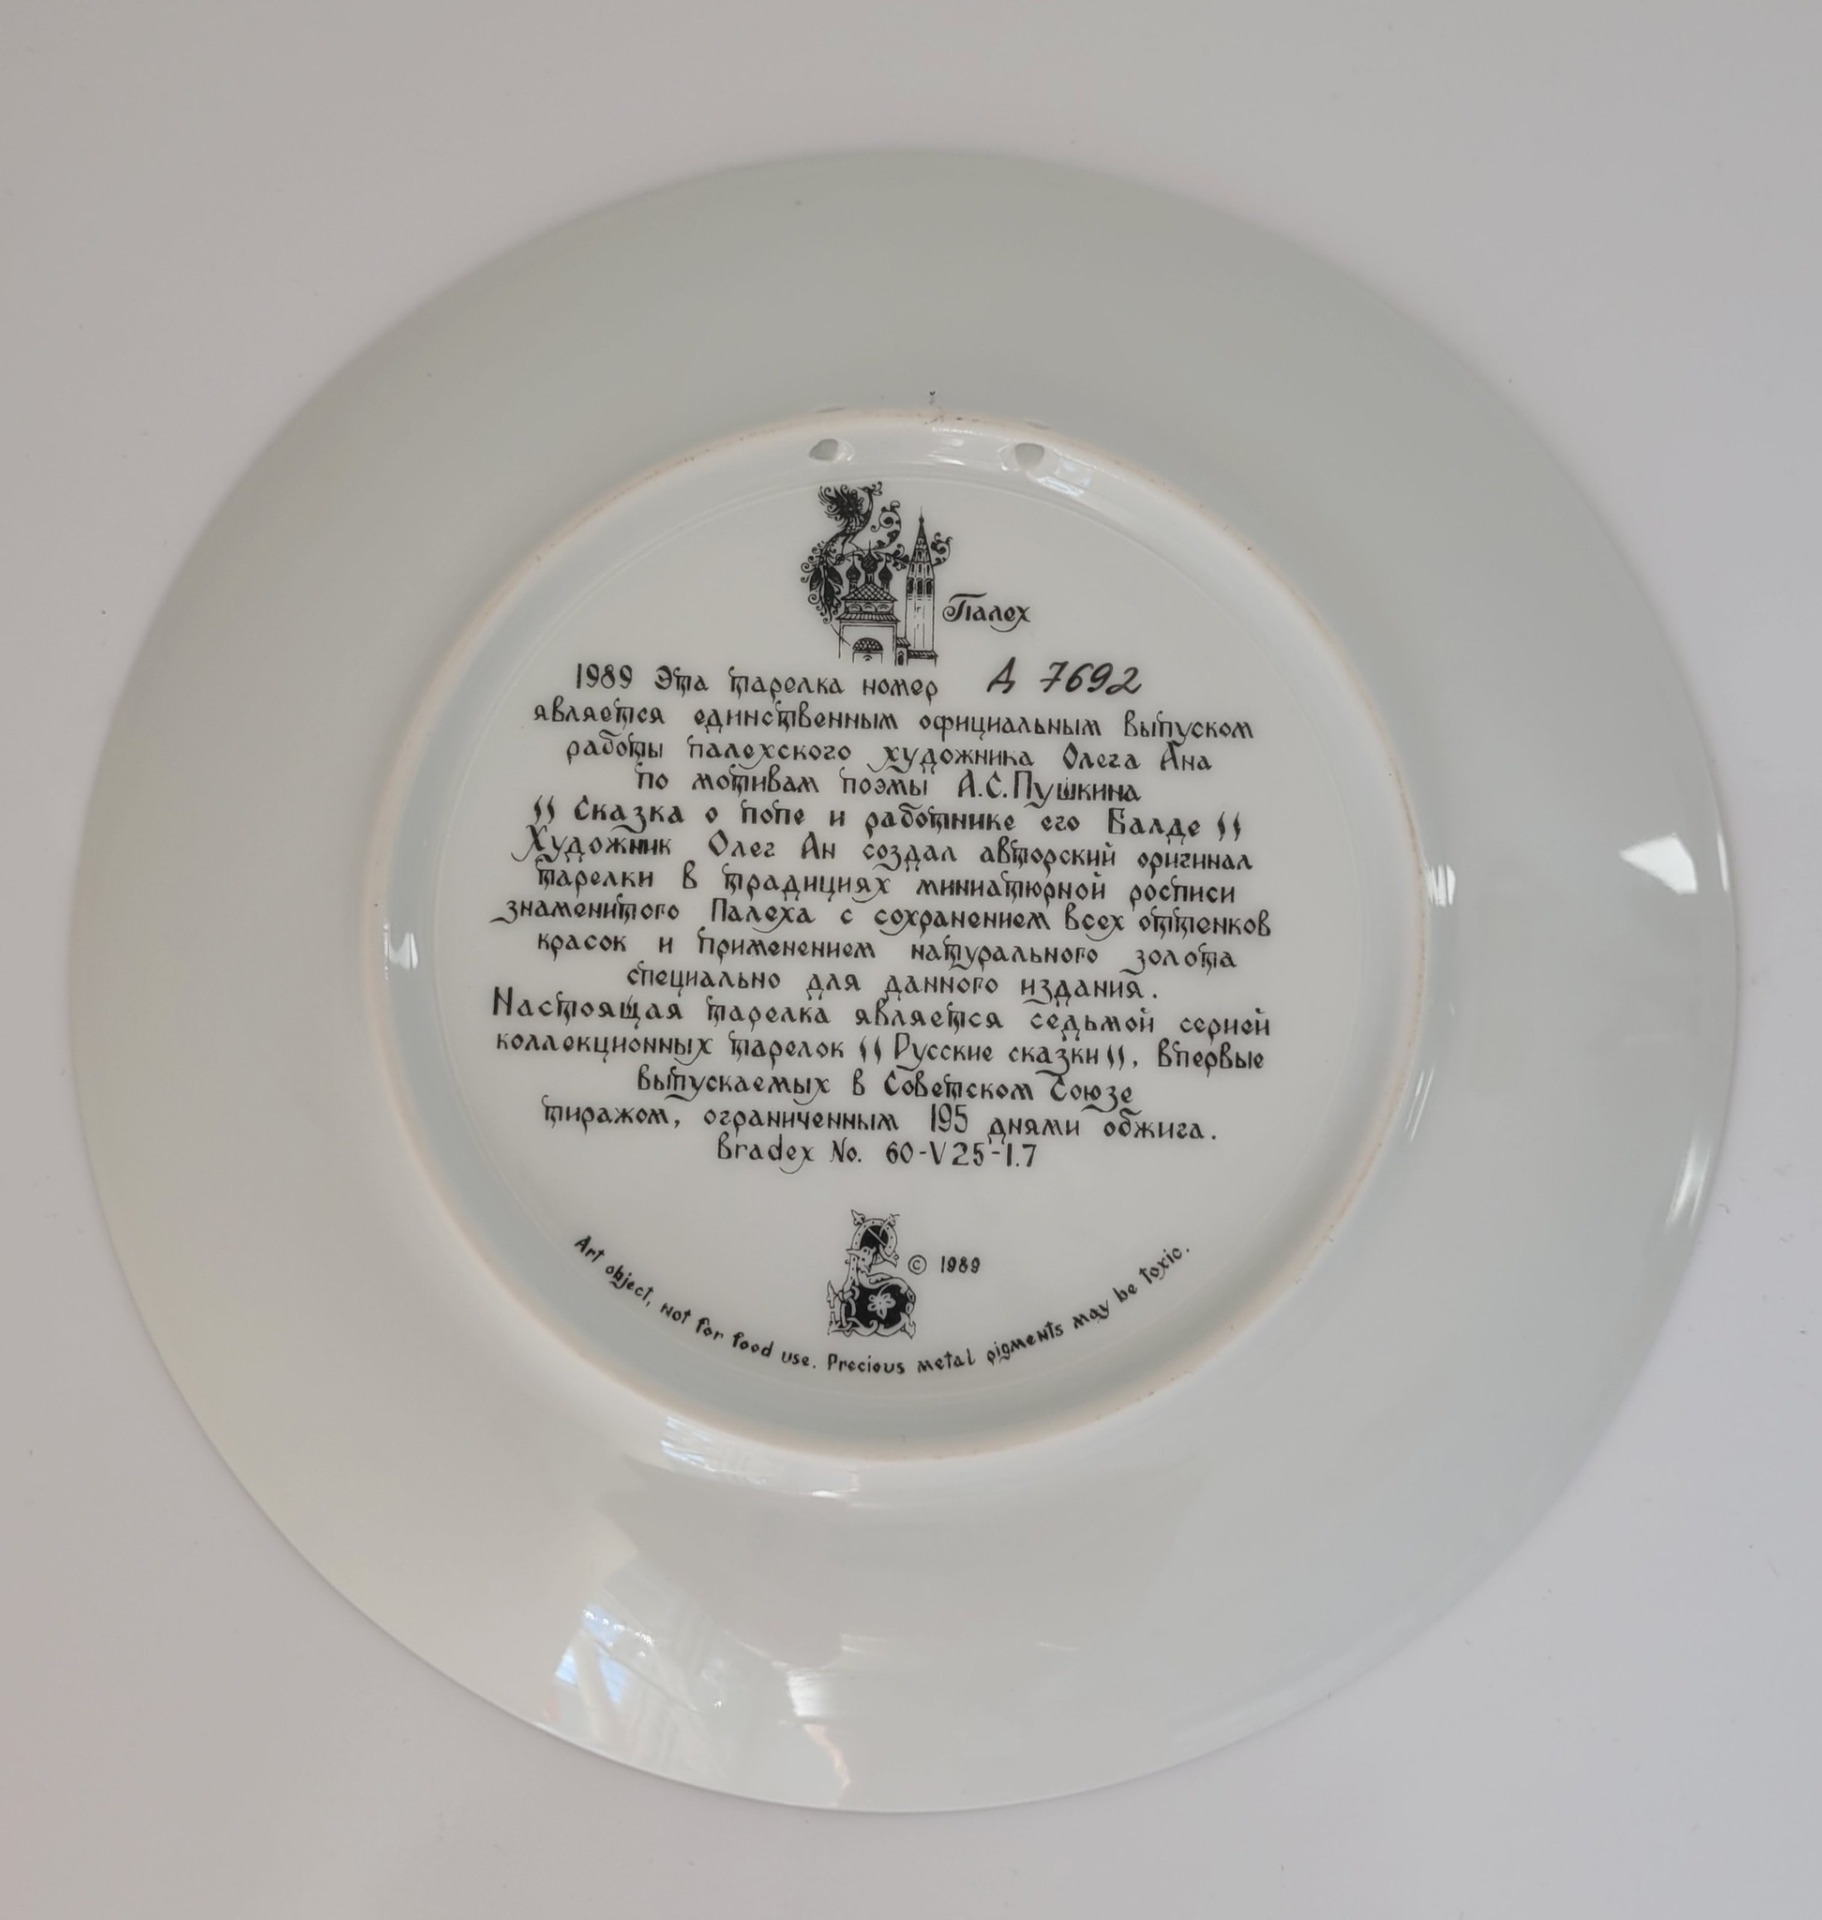 Палех
1989 Эта тарелка номер А 7692
является единственным официальным выпуском
работы палехского художника Олега Ана
по мотивам поэмы А.С.Пушкина
"Сказка о попе и работнике его Балде"
Художник Олег Ан создал авторский оригинал
тарелки в традициях миниатюрной росписи
знаменитого Палеха с сохранением всех оттенков
красок и применением натурального золота
специально для данного издания.
Настоящая тарелка является седьмой серией
коллекционных тарелок "Русские сказки", впервые
выпускаемых в Советском Союзе
тиражом, ограниченным 195 днями обжига.
Bradex No. 60-V25-1.7
© 1989
Art object, not for food use. Precious metal pigments may be toxic.